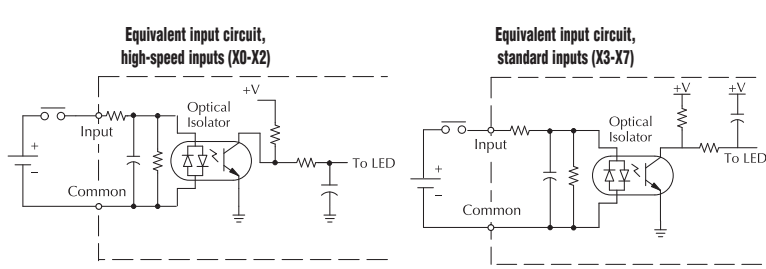 Equivalent input circuit,
high-speed inputs (X0-X2)
+V
Optical
Isolator
Input
+
−
To LED
Common
Equivalent input circuit,
standard inputs (X3-X7)
+V
+V
Optical
Isolator
Input
To LED
+
−
Common